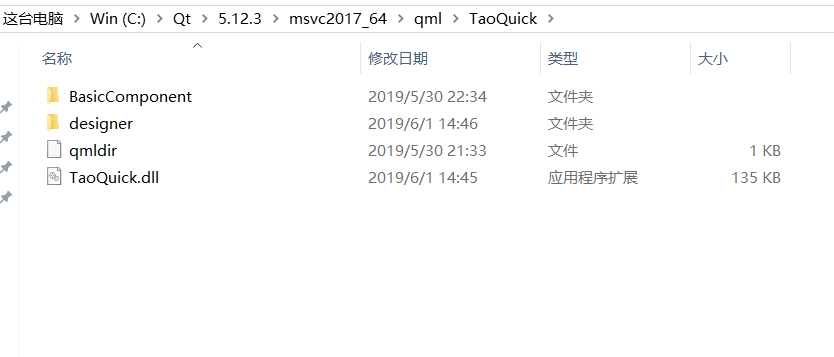 这台电脑 > Win (C:) > Qt > 5.12.3 > msvc2017_64 > qml > TaoQuick >
名称 修改日期 类型 大小
BasicComponent 2019/5/30 22:34 文件夹
designer 2019/6/1 14:46 文件夹
qmldir 2019/5/30 21:33 文件 1 KB
TaoQuick.dll 2019/6/1 14:45 应用程序扩展 135 KB